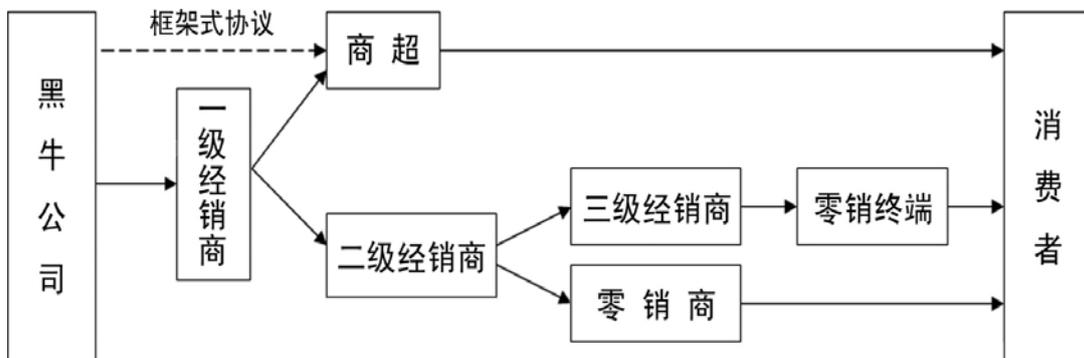 框架式协议
黑牛公司
一级经销商
商超
二级经销商
三级经销商
零销终端
零销商
消费者